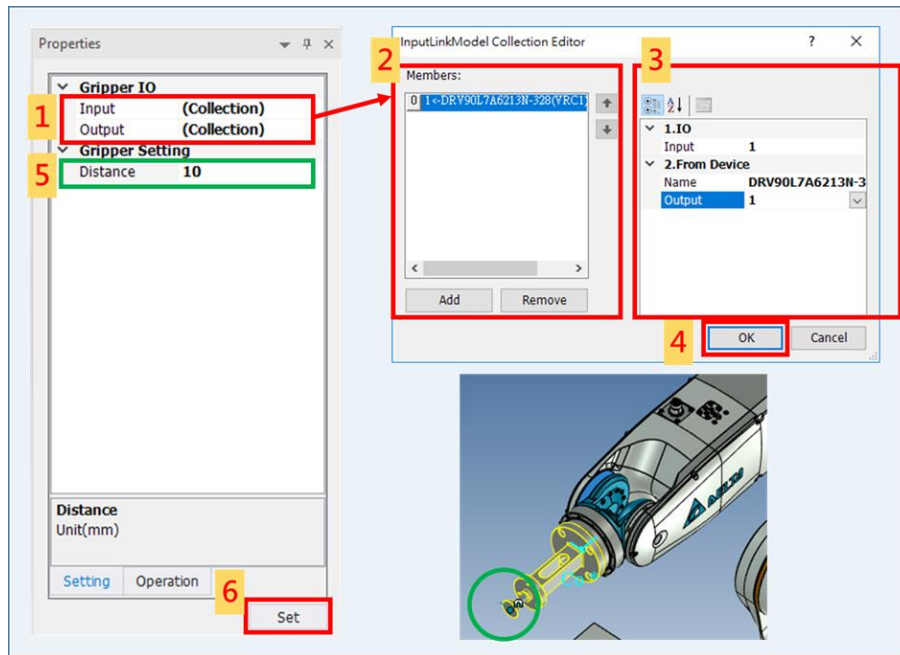 Properties
Gripper IO
1
Input (Collection)
Output (Collection)
Gripper Setting
5
Distance 10
Distance
Unit(mm)
Setting Operation
6
Set
InputLinkModel Collection Editor ? ×
2
Members:
0 1<-DRV90L7A6213N-328(VRC1)
Add Remove
3
1.IO
Input 1
2.From Device
Name DRV90L7A6213N-3
Output 1
4
OK Cancel
DELTA